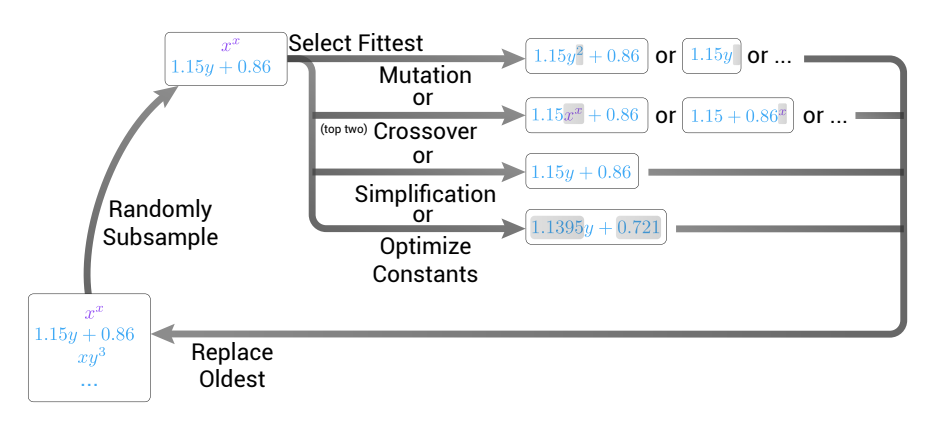 x^x
1.15y + 0.86
Select Fittest
1.15y^2 + 0.86 or 1.15y or ...
Mutation
or
1.15x^x + 0.86 or 1.15 + 0.86^x or ...
(top two) Crossover
or
1.15y + 0.86
Simplification
or
1.1395y + 0.721
Optimize
Constants
Randomly
Subsample
x^x
1.15y + 0.86
xy^3
...
Replace
Oldest